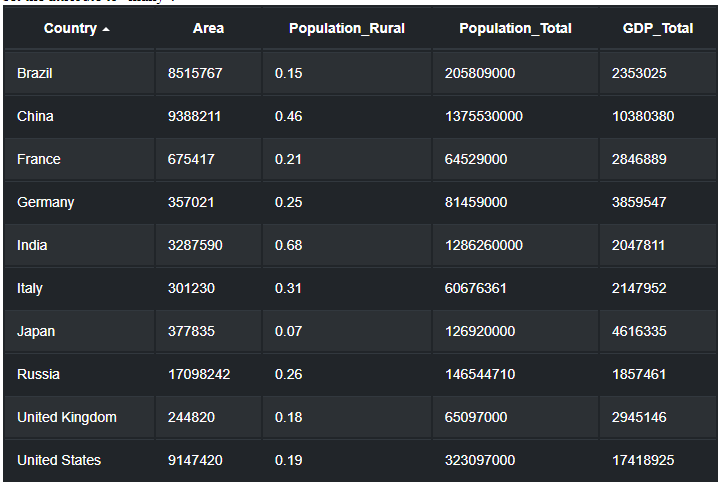 Country Area Population_Rural Population_Total GDP_Total
Brazil 8515767 0.15 205809000 2353025
China 9388211 0.46 1375530000 10380380
France 675417 0.21 64529000 2846889
Germany 357021 0.25 81459000 3859547
India 3287590 0.68 1286260000 2047811
Italy 301230 0.31 60676361 2147952
Japan 377835 0.07 126920000 4616335
Russia 17098242 0.26 146544710 1857461
United Kingdom 244820 0.18 65097000 2945146
United States 9147420 0.19 323097000 17418925